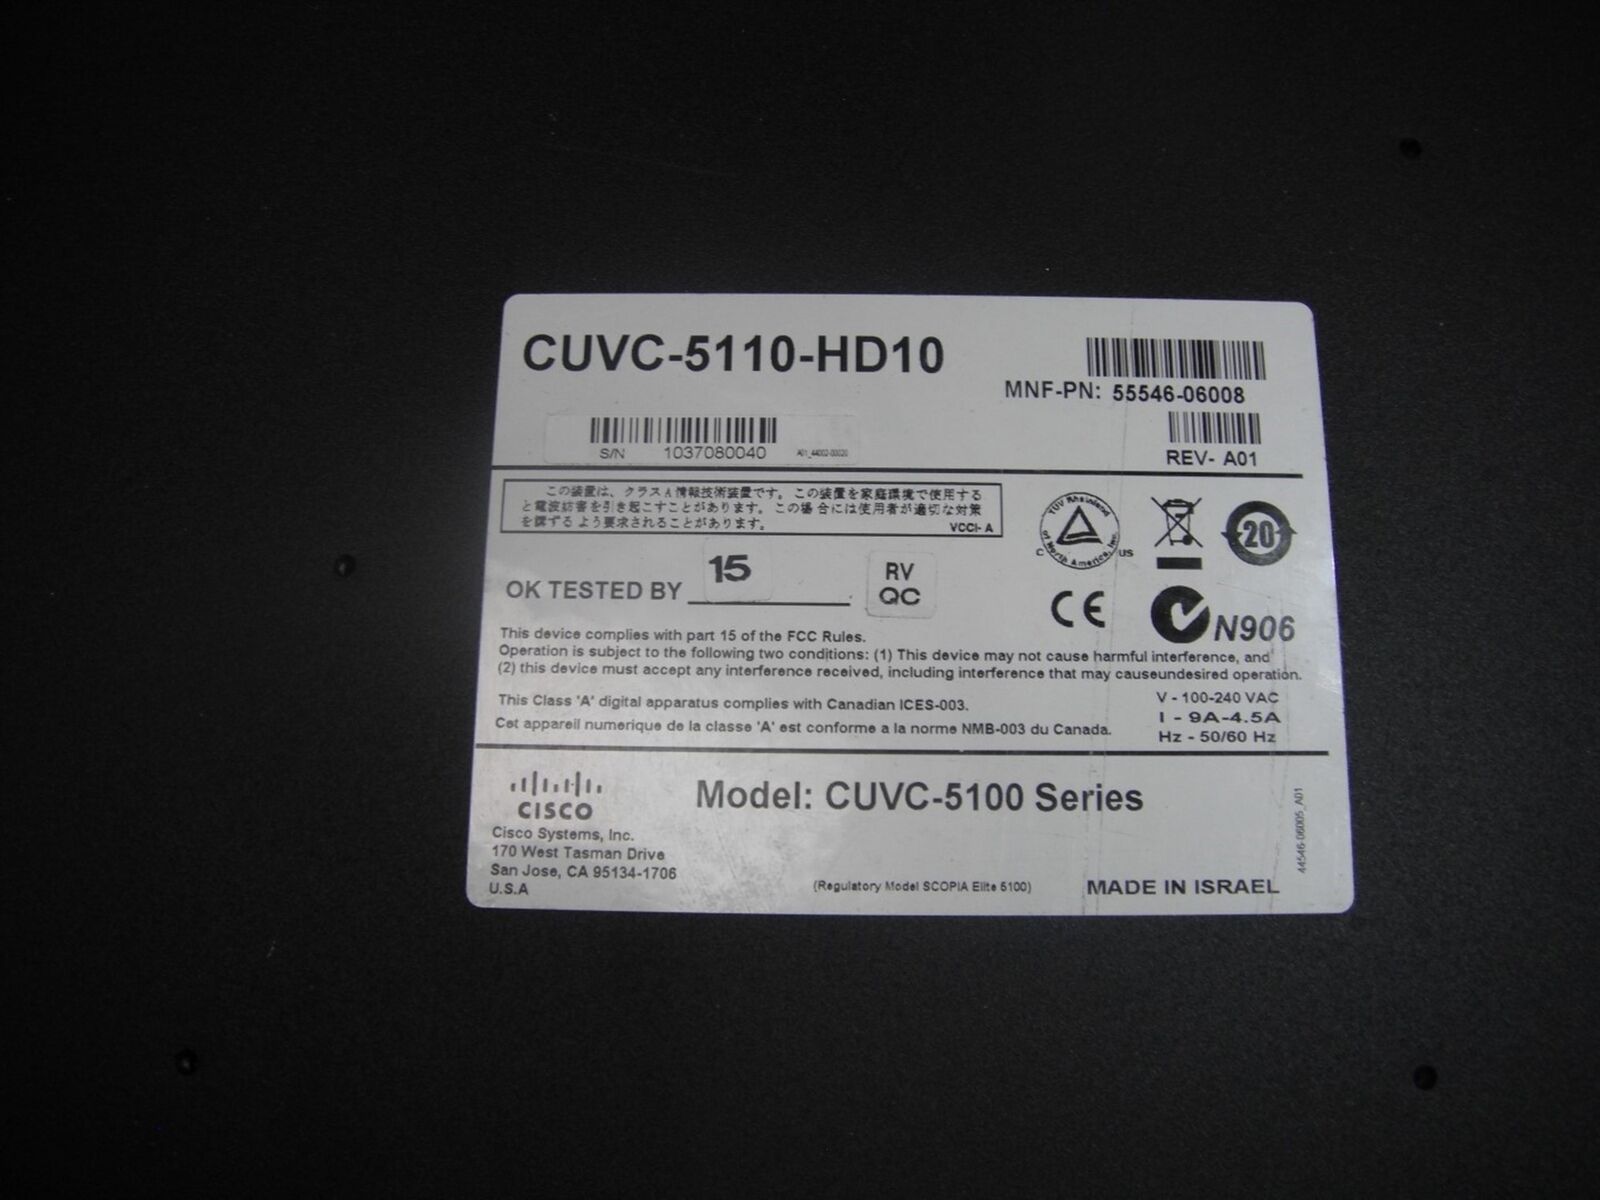 CUVC-5110-HD10
MNF-PN: 55546-06008
S/N 1037080040 A01_44002-00020
REV- A01
この装置は、クラスA情報技術装置です。この装置を家庭環境で使用する
と電波妨害を引き起こすことがあります。この場合には使用者が適切な対策
を講ずるよう要求されることがあります。
VCCI- A
TUV Rheinland
of North America, Inc.
C US
20
OK TESTED BY 15
RV
QC
CE
N906
This device complies with part 15 of the FCC Rules.
Operation is subject to the following two conditions: (1) This device may not cause harmful interference, and
(2) this device must accept any interference received, including interference that may causeundesired operation.
This Class 'A' digital apparatus complies with Canadian ICES-003.
Cet appareil numerique de la classe 'A' est conforme a la norme NMB-003 du Canada.
V - 100-240 VAC
I - 9A-4.5A
Hz - 50/60 Hz
CISCO
Model: CUVC-5100 Series
Cisco Systems, Inc.
170 West Tasman Drive
San Jose, CA 95134-1706
U.S.A
(Regulatory Model SCOPIA Elite 5100)
MADE IN ISRAEL
44546-06005_A01